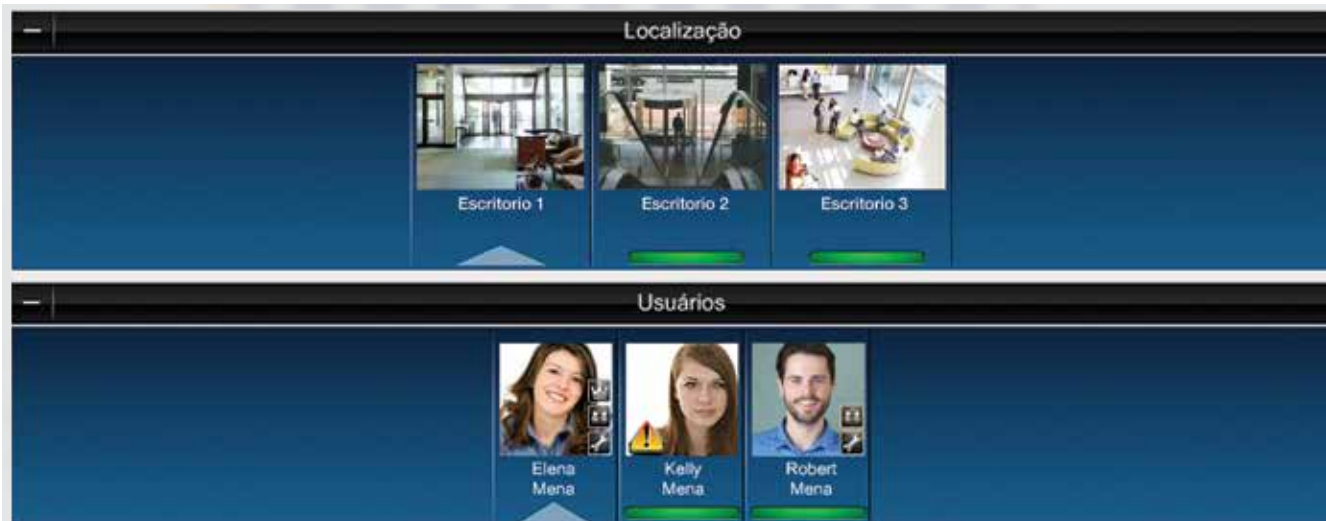 Localização
Escritorio 1
Escritorio 2
Escritorio 3
Usuários
Elena
Mena
Kelly
Mena
Robert
Mena